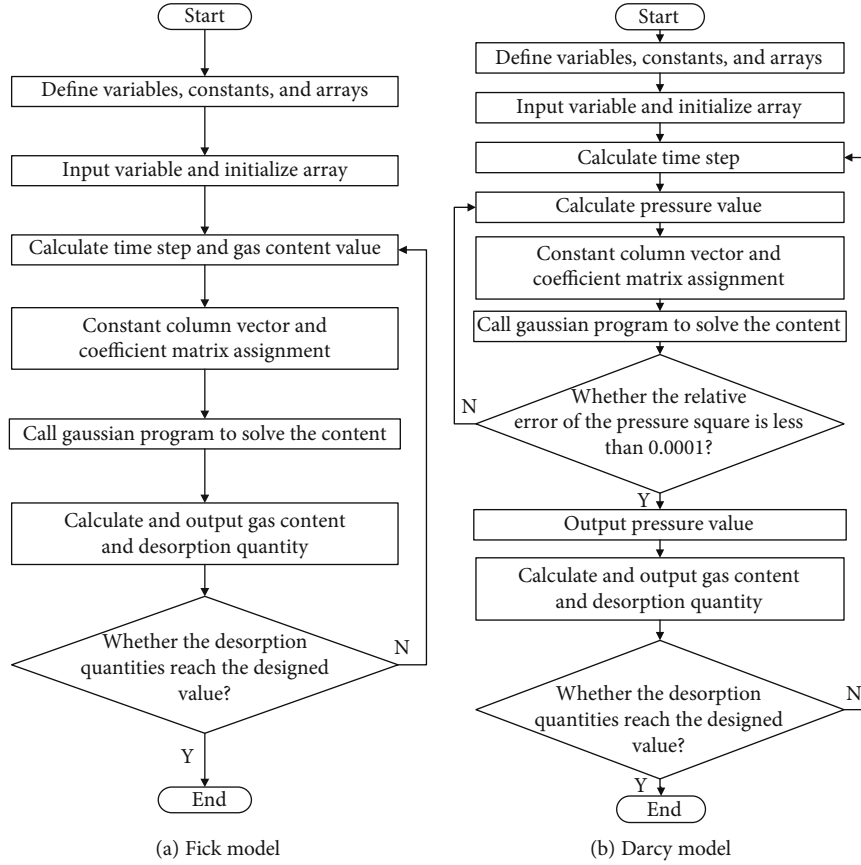 Start
Define variables, constants, and arrays
Input variable and initialize array
Calculate time step and gas content value
Constant column vector and
coefficient matrix assignment
Call gaussian program to solve the content
Calculate and output gas content
and desorption quantity
Whether the desorption
quantities reach the designed
value?
N
Y
End
(a) Fick model
Start
Define variables, constants, and arrays
Input variable and initialize array
Calculate time step
Calculate pressure value
Constant column vector and
coefficient matrix assignment
Call gaussian program to solve the content
Whether the relative
error of the pressure square is less
than 0.0001?
N
Y
Output pressure value
Calculate and output gas content
and desorption quantity
Whether the desorption
quantities reach the designed
value?
N
Y
End
(b) Darcy model